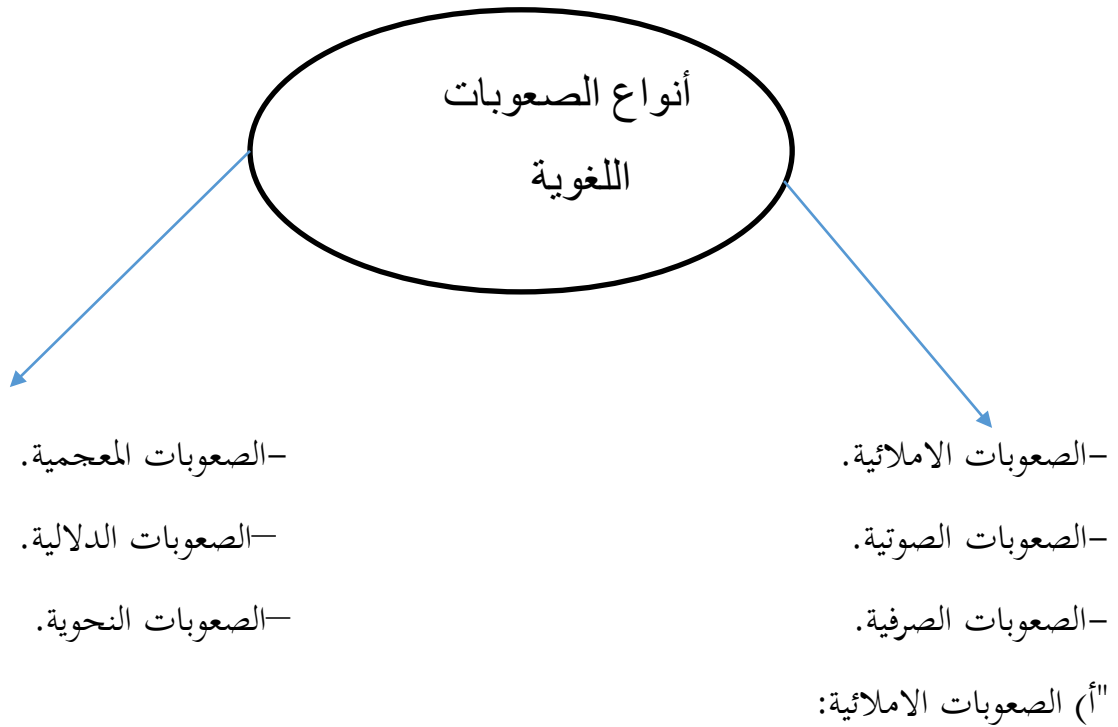 أنواع الصعوبات
اللغوية
-الصعوبات الاملائية.
-الصعوبات المعجمية.
-الصعوبات الصوتية.
—الصعوبات الدلالية.
-الصعوبات الصرفية.
—الصعوبات النحوية.
"أ) الصعوبات الاملائية: